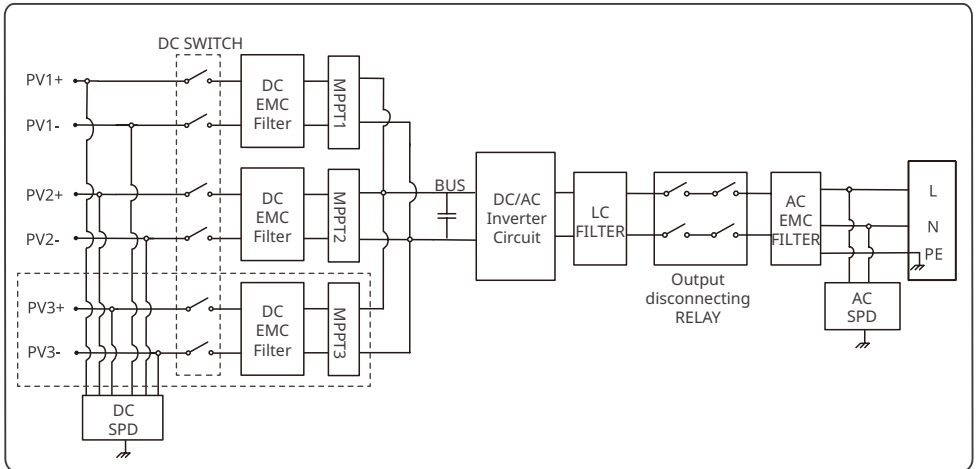 DC SWITCH
PV1+
PV1-
DC
EMC
Filter
MPPT1
PV2+
PV2-
DC
EMC
Filter
MPPT2
PV3+
PV3-
DC
EMC
Filter
MPPT3
DC
SPD
BUS
DC/AC
Inverter
Circuit
LC
FILTER
Output
disconnecting
RELAY
AC
EMC
FILTER
L
N
PE
AC
SPD